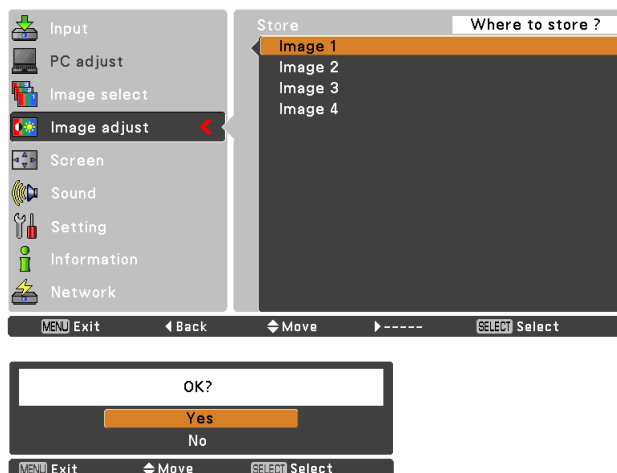 Input
PC adjust
Image select
Image adjust
Screen
Sound
Setting
Information
Network
Store
Where to store ?
Image 1
Image 2
Image 3
Image 4
MENU Exit Back Move ----- SELECT Select
OK?
Yes
No
MENU Exit Move SELECT Select